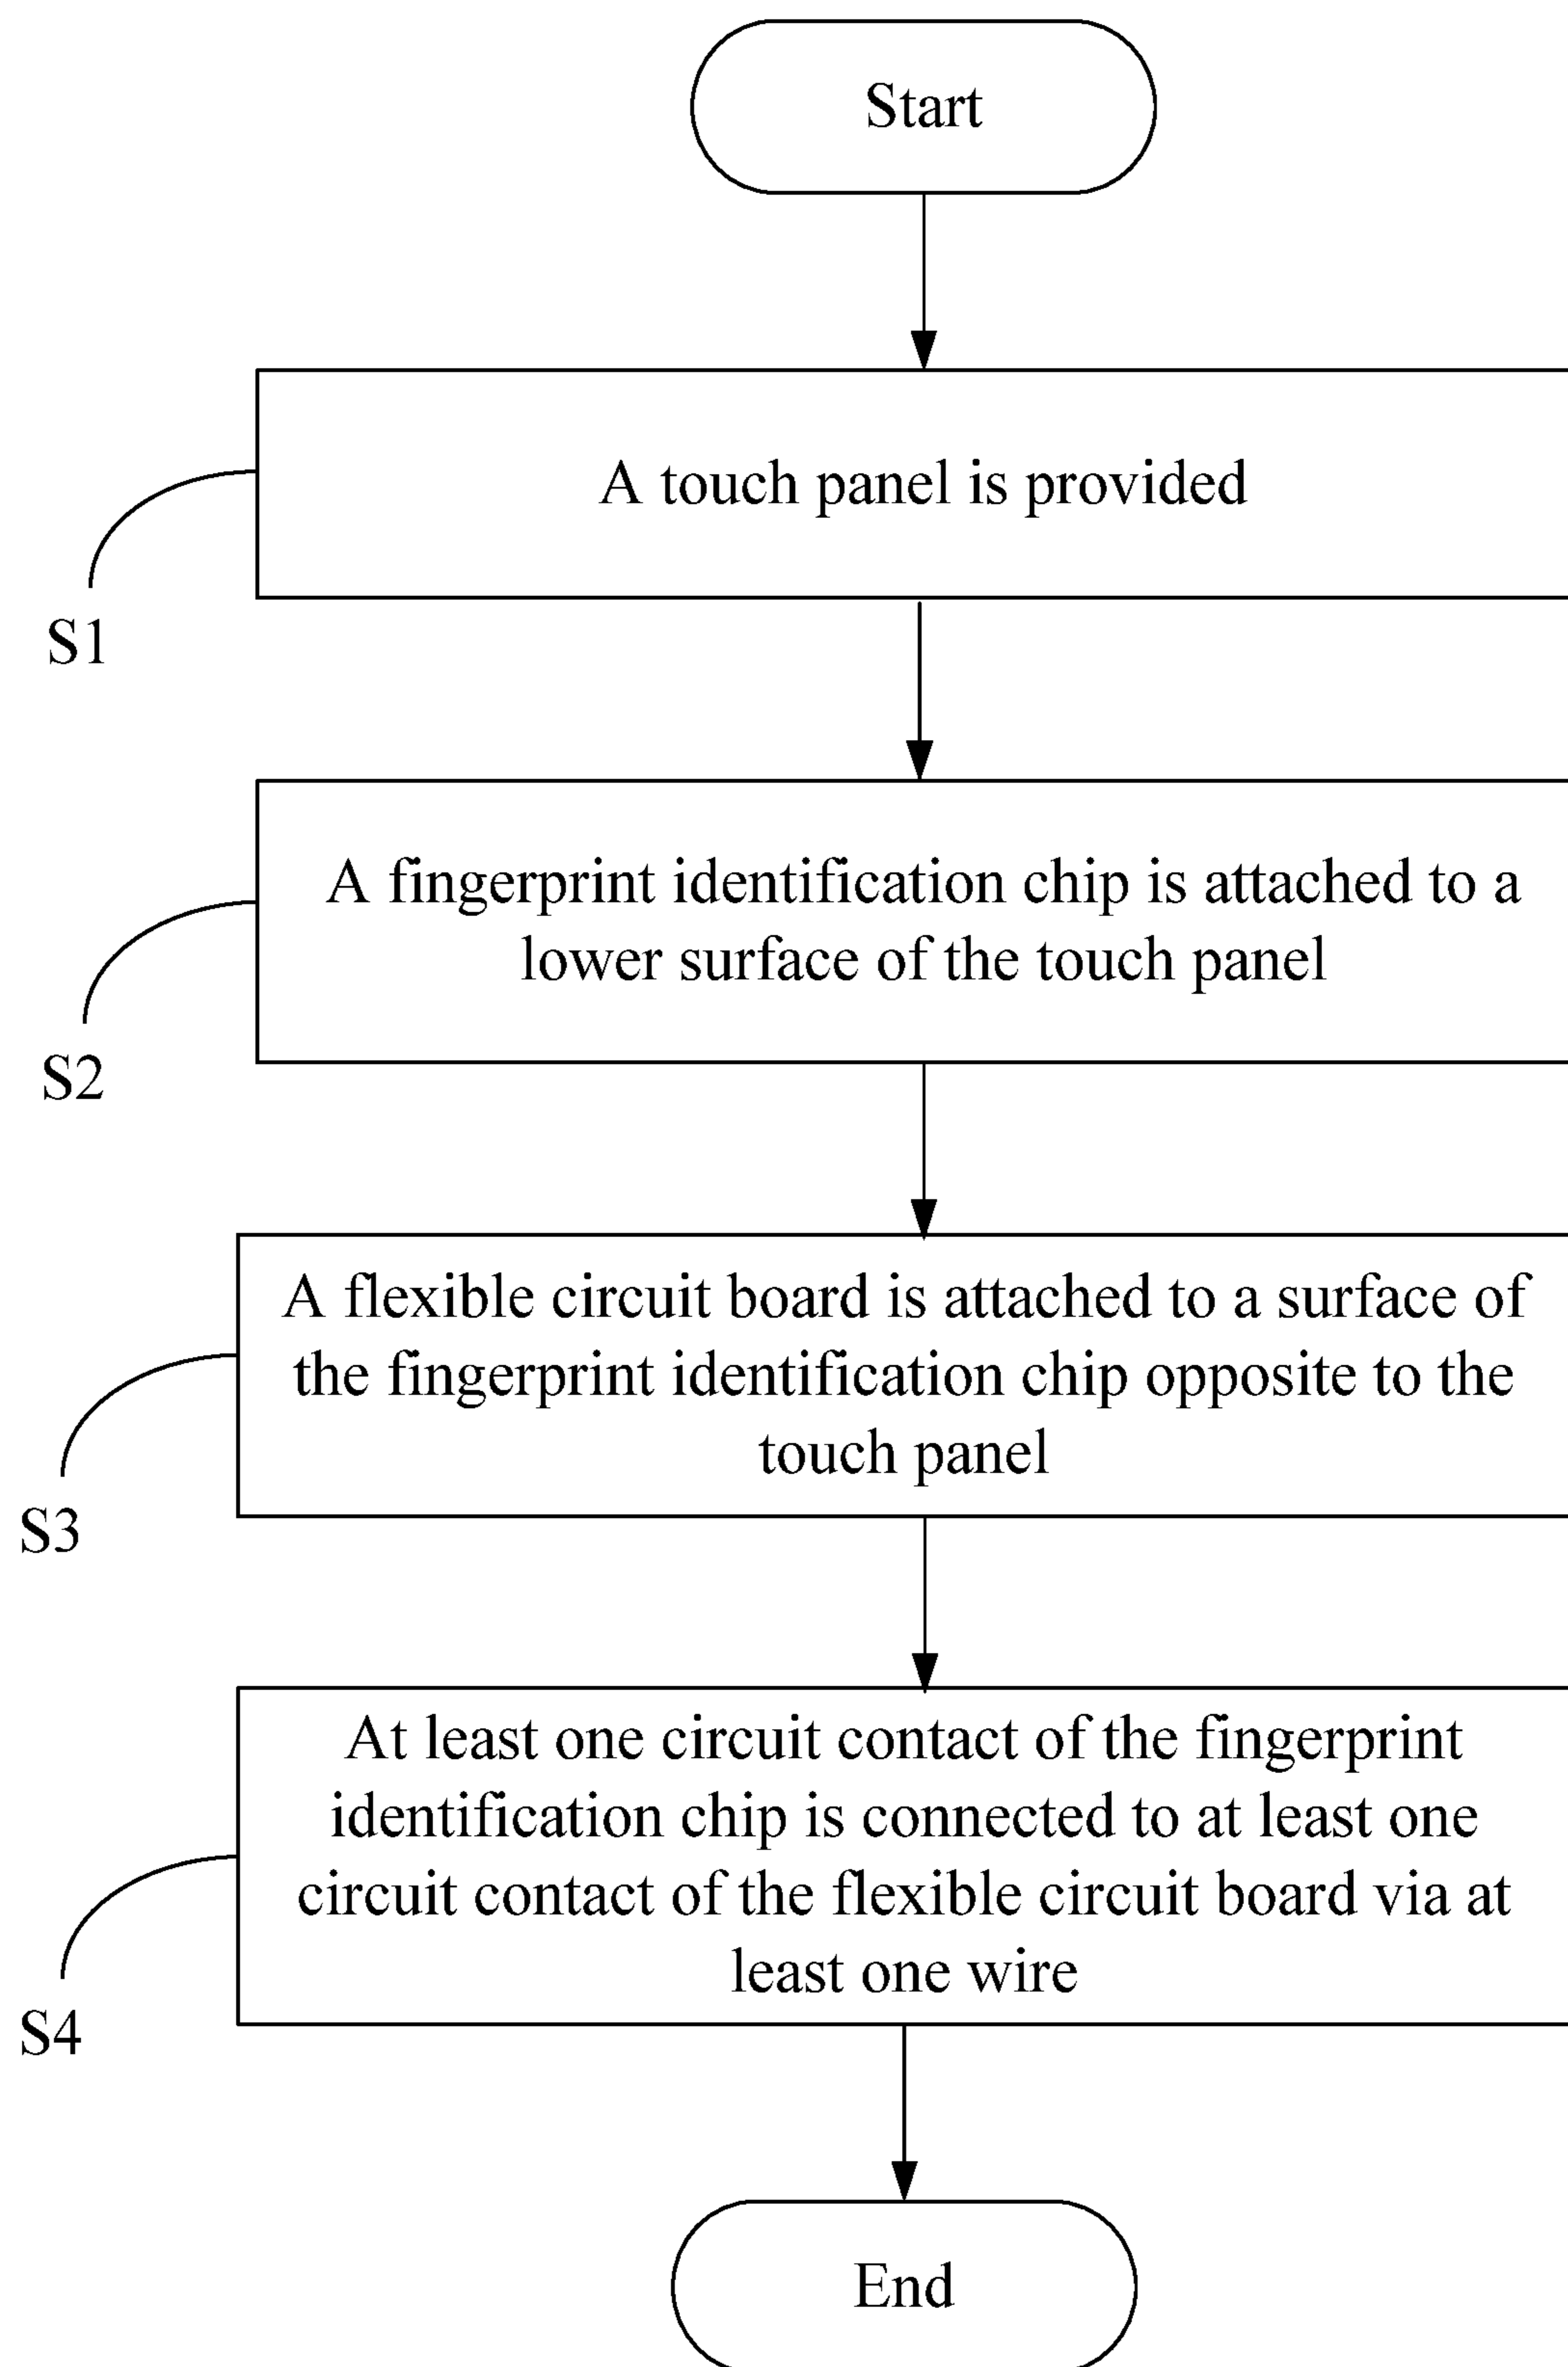 Start
A touch panel is provided
S1
A fingerprint identification chip is attached to a
lower surface of the touch panel
S2
A flexible circuit board is attached to a surface of
the fingerprint identification chip opposite to the
touch panel
S3
At least one circuit contact of the fingerprint
identification chip is connected to at least one
circuit contact of the flexible circuit board via at
least one wire
S4
End